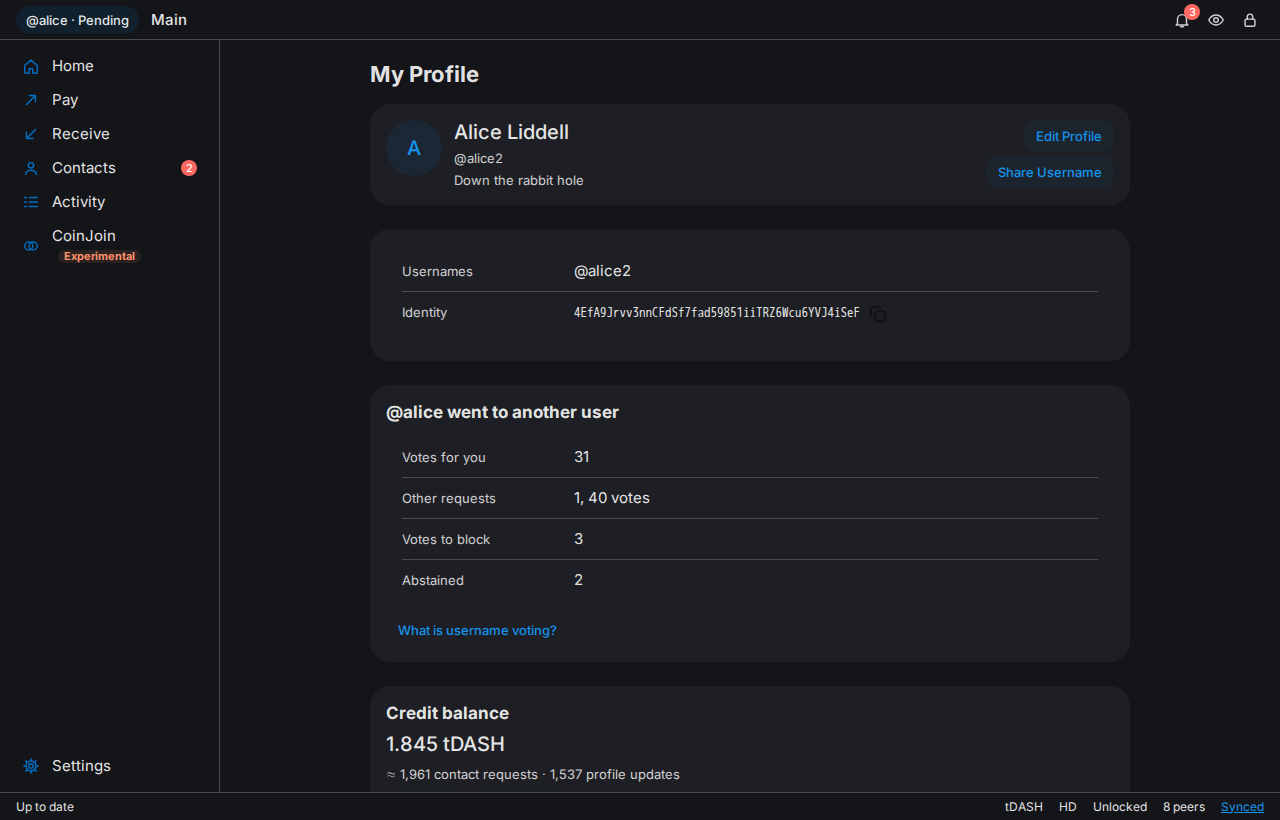 @alice · Pending Main 3
Home
Pay
Receive
Contacts 2
Activity
CoinJoin
Experimental
Settings
My Profile
A
Alice Liddell
@alice2
Down the rabbit hole
Edit Profile
Share Username
Usernames @alice2
Identity 4EfA9Jrvv3nnCFdSf7fad59851iiTRZ6Wcu6YVJ4iSeF
@alice went to another user
Votes for you 31
Other requests 1, 40 votes
Votes to block 3
Abstained 2
What is username voting?
Credit balance
1.845 tDASH
≈ 1,961 contact requests · 1,537 profile updates
Up to date tDASH HD Unlocked 8 peers Synced